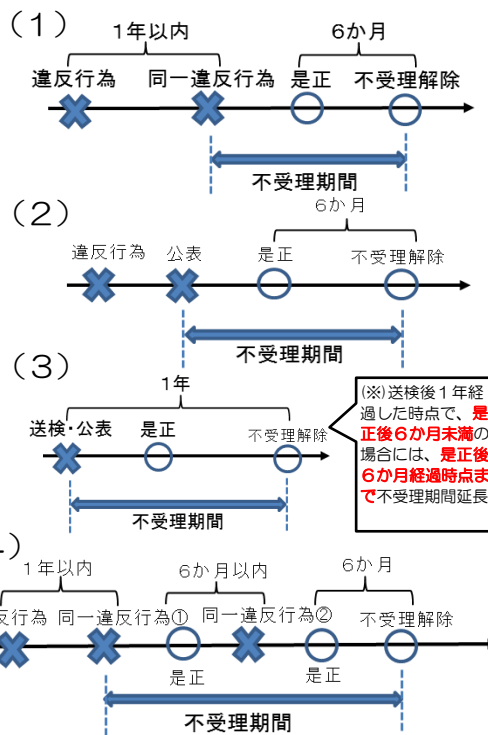 （1）
1年以内
6か月
違反行為 同一違反行為 是正 不受理解除
不受理期間
（2）
6か月
違反行為 公表 是正 不受理解除
不受理期間
（3）
1年
送検・公表 是正 不受理解除
不受理期間
(※)送検後１年経
過した時点で、是
正後６か月未満の
場合には、是正後
６か月経過時点ま
で不受理期間延長
）
1年以内
6か月以内
6か月
反行為 同一違反行為① 同一違反行為② 不受理解除
是正 是正
不受理期間